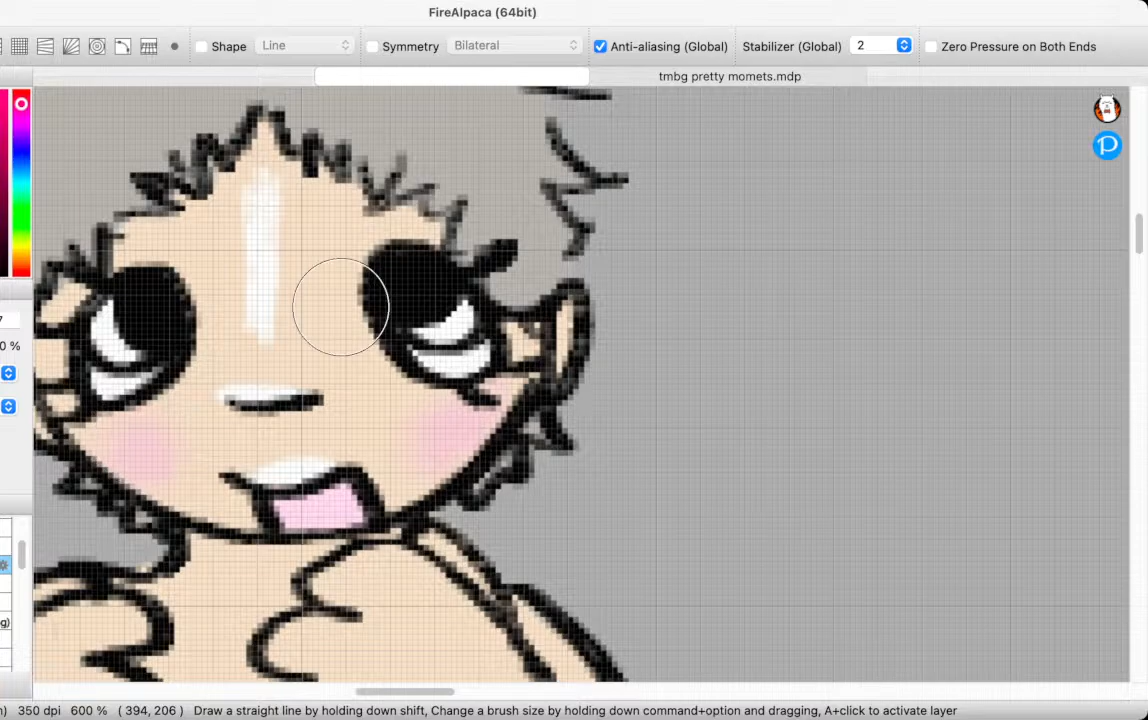 FireAlpaca (64bit)
Shape Line Symmetry Bilateral Anti-aliasing (Global) Stabilizer (Global) 2 Zero Pressure on Both Ends
tmbg pretty momets.mdp
7
0 %
g)
) 350 dpi 600 % ( 394, 206 ) Draw a straight line by holding down shift, Change a brush size by holding down command+option and dragging, A+click to activate layer